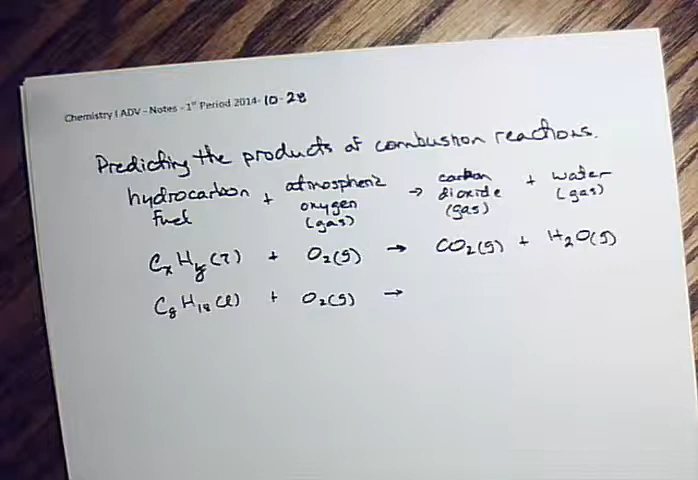 Chemistry I ADV - Notes - 1st Period 2014-10-28
Predicting the products of combustion reactions.
hydrocarbon fuel + atmospheric oxygen (gas) → carbon dioxide (gas) + water (gas)
CxHy(?) + O2(g) → CO2(g) + H2O(g)
C8H18(l) + O2(g) →